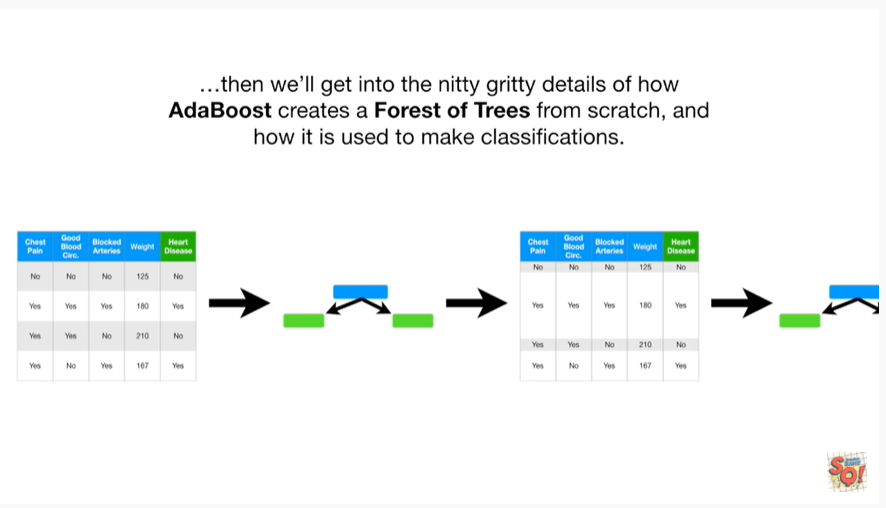 ...then we'll get into the nitty gritty details of how
AdaBoost creates a Forest of Trees from scratch, and
how it is used to make classifications.
Chest Pain Good Blood Circ. Blocked Arteries Weight Heart Disease
No No No 125 No
Yes Yes Yes 180 Yes
Yes Yes No 210 No
Yes No Yes 167 Yes
Chest Pain Good Blood Circ. Blocked Arteries Weight Heart Disease
No No No 125 No
Yes Yes Yes 180 Yes
Yes Yes No 210 No
Yes No Yes 167 Yes
SQ!